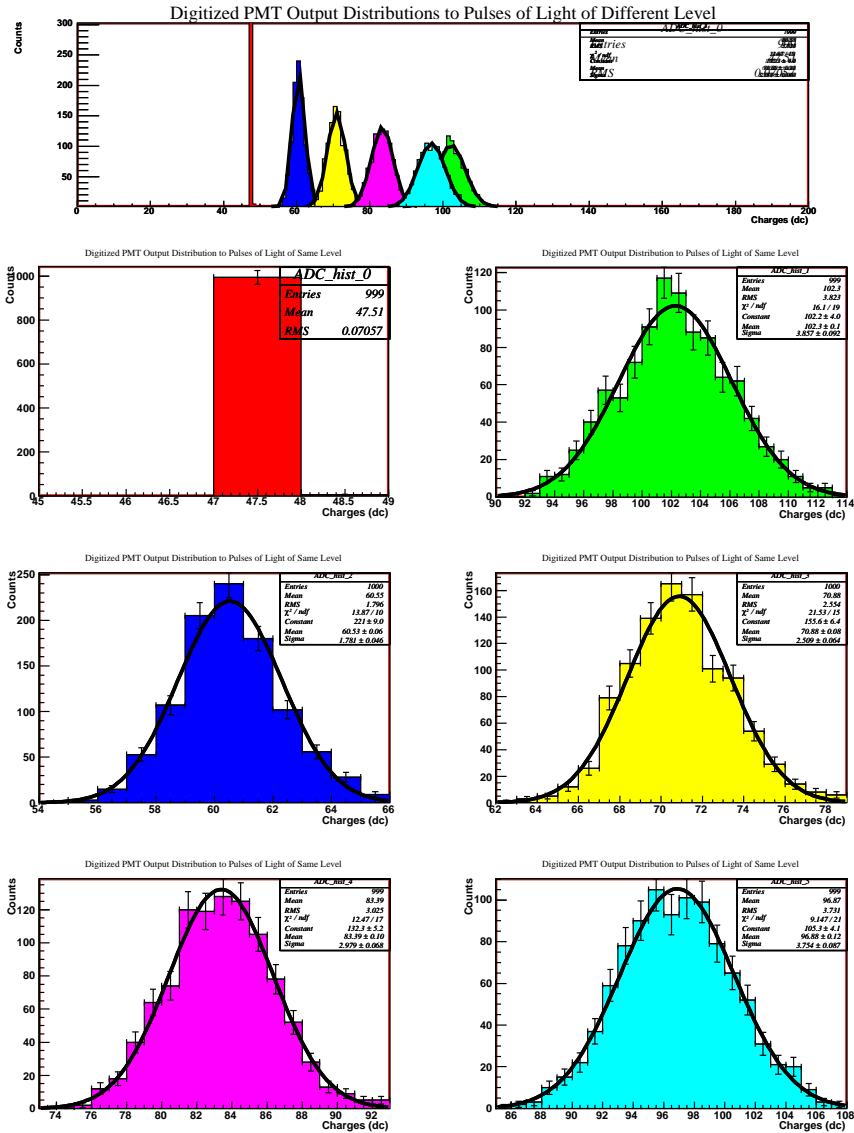 Digitized PMT Output Distributions to Pulses of Light of Different Level
Counts
300
250
200
150
100
50
0 20 40 60 80 100 120 140 160 180 200
Charges (dc)
ADC_hist_0
Entries
RMS
Digitized PMT Output Distribution to Pulses of Light of Same Level
Counts
1000
800
600
400
200
0
45 45.5 46 46.5 47 47.5 48 48.5 49
Charges (dc)
ADC_hist_0
Entries 999
Mean 47.51
RMS 0.07057
Digitized PMT Output Distribution to Pulses of Light of Same Level
Counts
120
100
80
60
40
20
0
90 92 94 96 98 100 102 104 106 108 110 112 114
Charges (dc)
ADC_hist_1
Entries 999
Mean 102.3
RMS 3.823
χ² / ndf 16.1 / 19
Constant 102.2 ± 4.0
Mean 102.3 ± 0.1
Sigma 3.857 ± 0.092
Digitized PMT Output Distribution to Pulses of Light of Same Level
Counts
250
200
150
100
50
0
54 56 58 60 62 64 66
Charges (dc)
ADC_hist_2
Entries 1000
Mean 60.55
RMS 1.796
χ² / ndf 13.87 / 10
Constant 221 ± 9.0
Mean 60.53 ± 0.06
Sigma 1.781 ± 0.046
Digitized PMT Output Distribution to Pulses of Light of Same Level
Counts
160
140
120
100
80
60
40
20
0
62 64 66 68 70 72 74 76 78
Charges (dc)
ADC_hist_3
Entries 1000
Mean 70.88
RMS 2.554
χ² / ndf 21.53 / 15
Constant 155.6 ± 6.4
Mean 70.88 ± 0.08
Sigma 2.509 ± 0.064
Digitized PMT Output Distribution to Pulses of Light of Same Level
Counts
120
100
80
60
40
20
0
74 76 78 80 82 84 86 88 90 92
Charges (dc)
ADC_hist_4
Entries 999
Mean 83.39
RMS 3.025
χ² / ndf 12.47 / 17
Constant 132.3 ± 5.2
Mean 83.39 ± 0.10
Sigma 2.979 ± 0.068
Digitized PMT Output Distribution to Pulses of Light of Same Level
Counts
100
80
60
40
20
0
86 88 90 92 94 96 98 100 102 104 106 108
Charges (dc)
ADC_hist_5
Entries 999
Mean 96.87
RMS 3.731
χ² / ndf 9.147 / 21
Constant 105.3 ± 4.1
Mean 96.88 ± 0.12
Sigma 3.754 ± 0.087